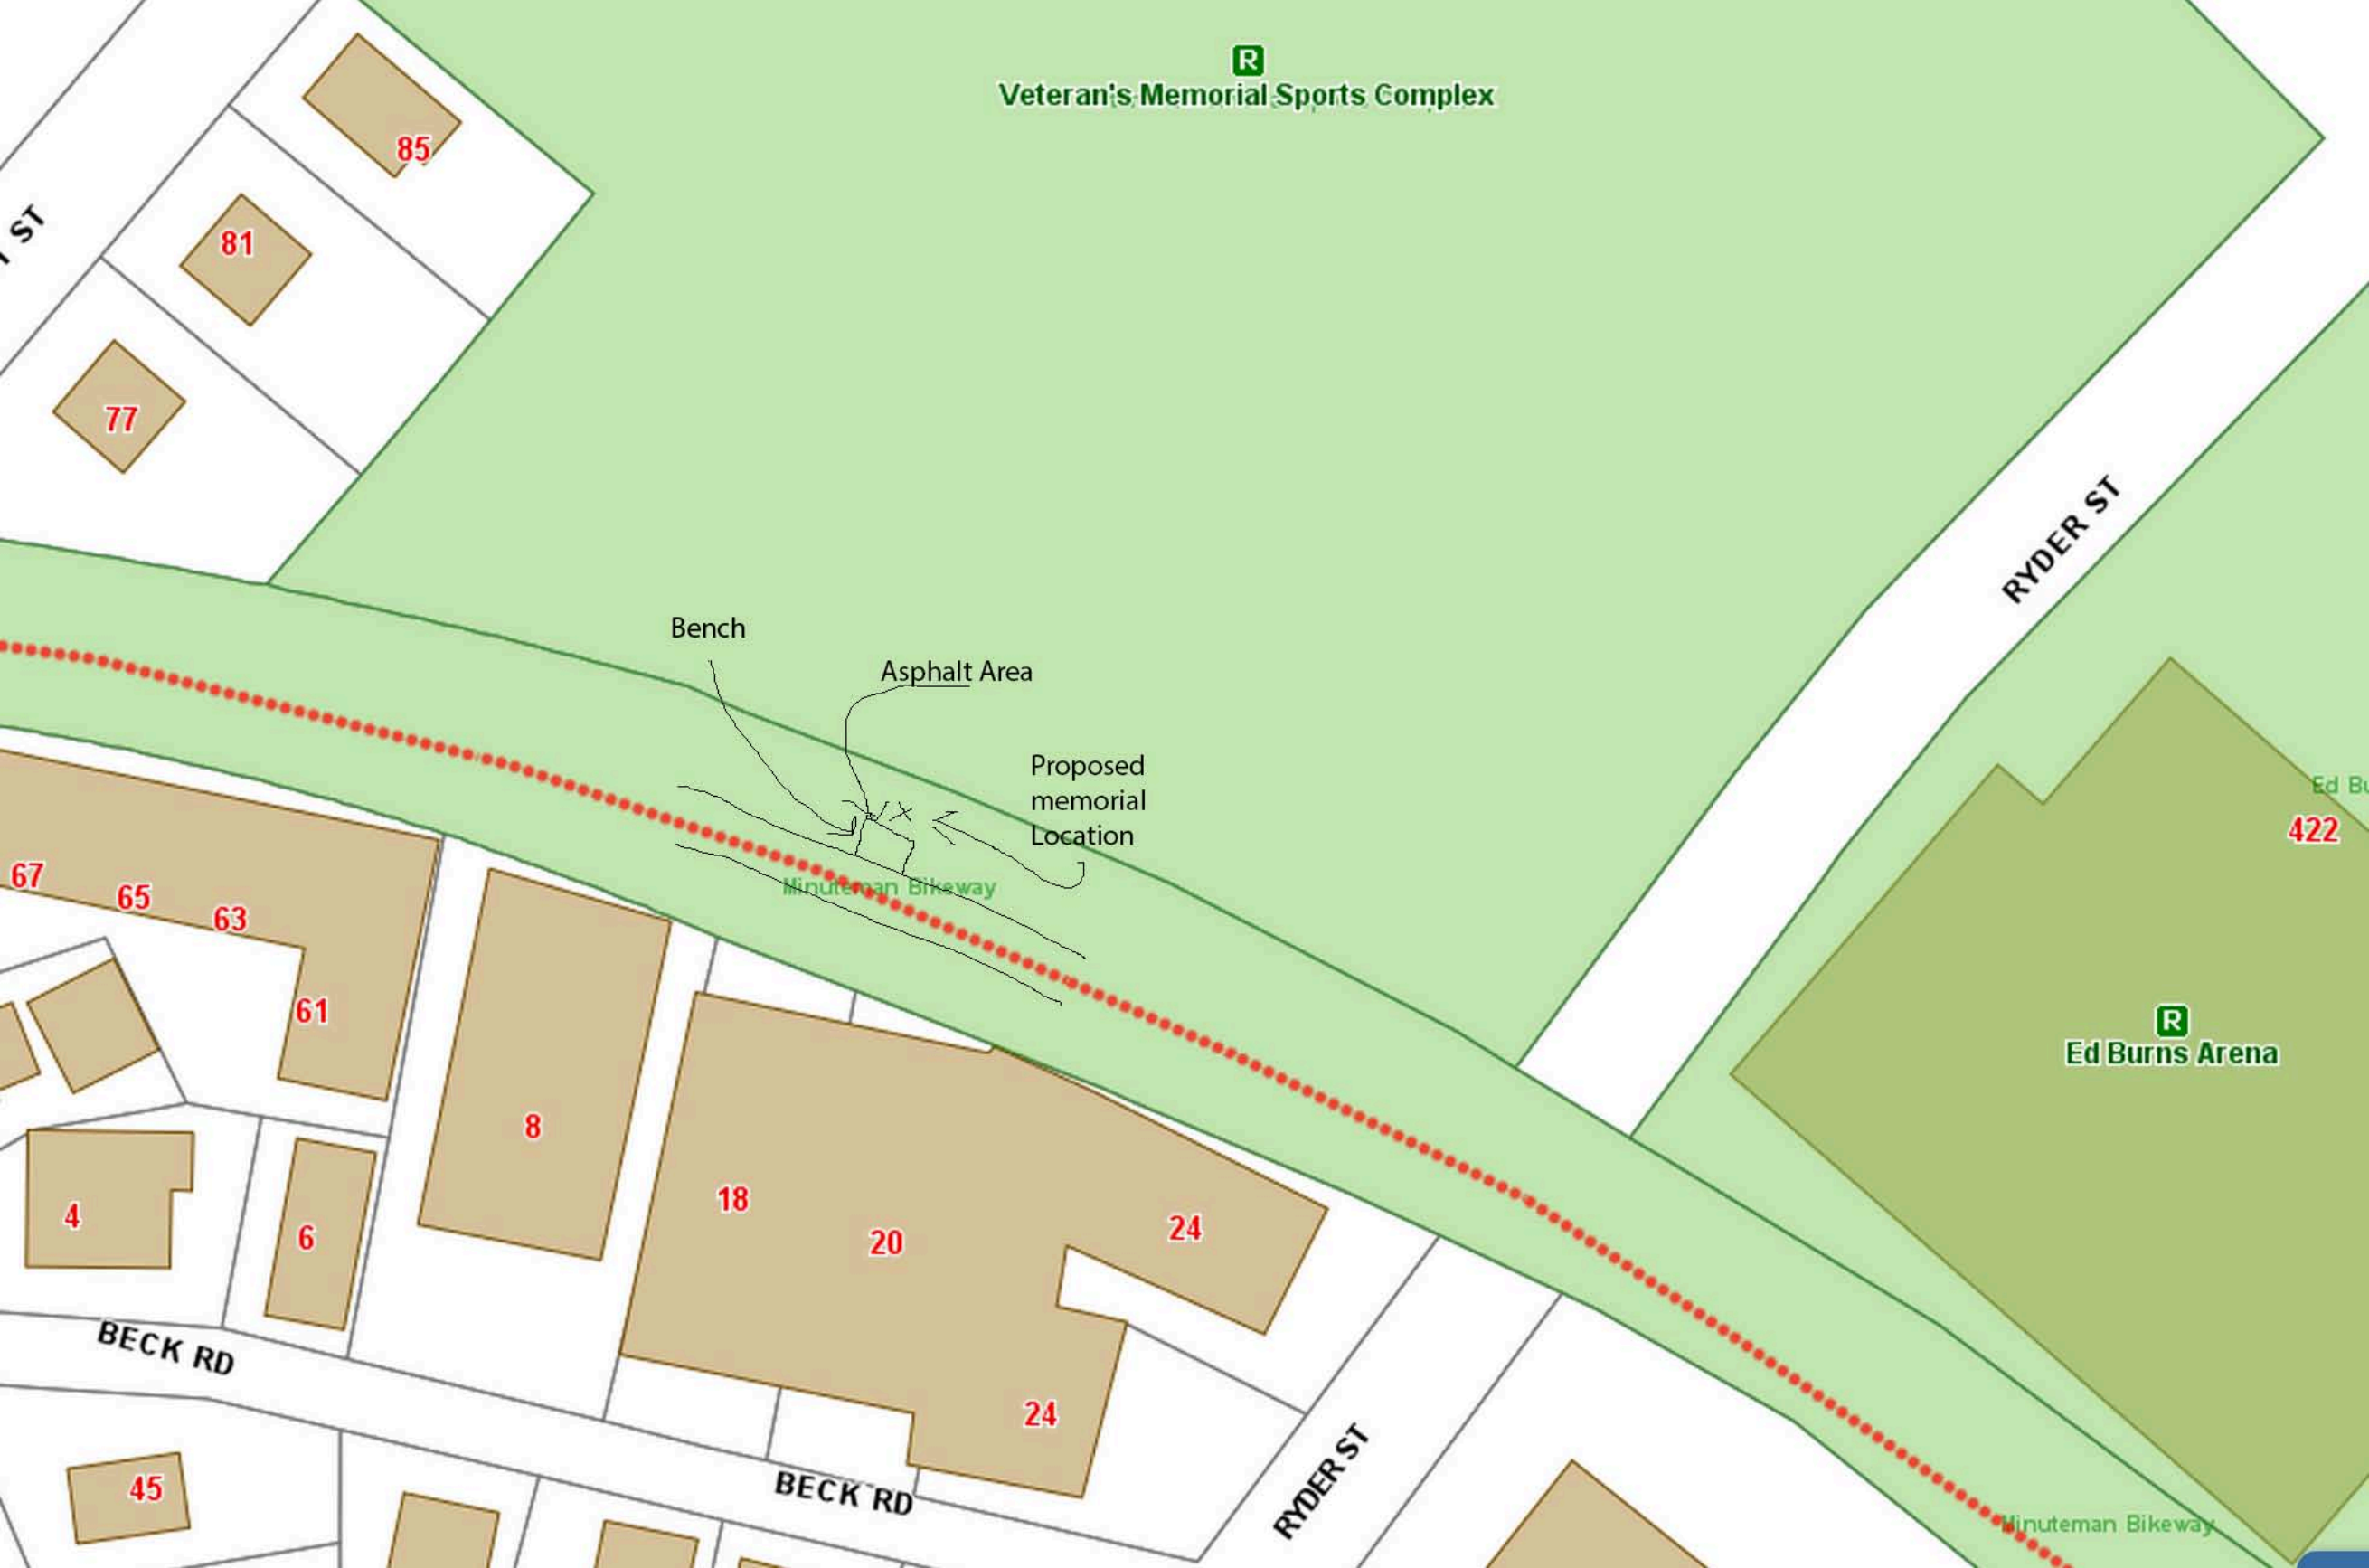 R
Veteran's Memorial Sports Complex
85
81
ST
77
RYDER ST
Bench
Asphalt Area
Proposed
memorial
Location
X
Ed Bu
422
67
65
63
Minuteman Bikeway
61
R
Ed Burns Arena
8
18
20
24
4
6
BECK RD
24
45
BECK RD
RYDER ST
Minuteman Bikeway